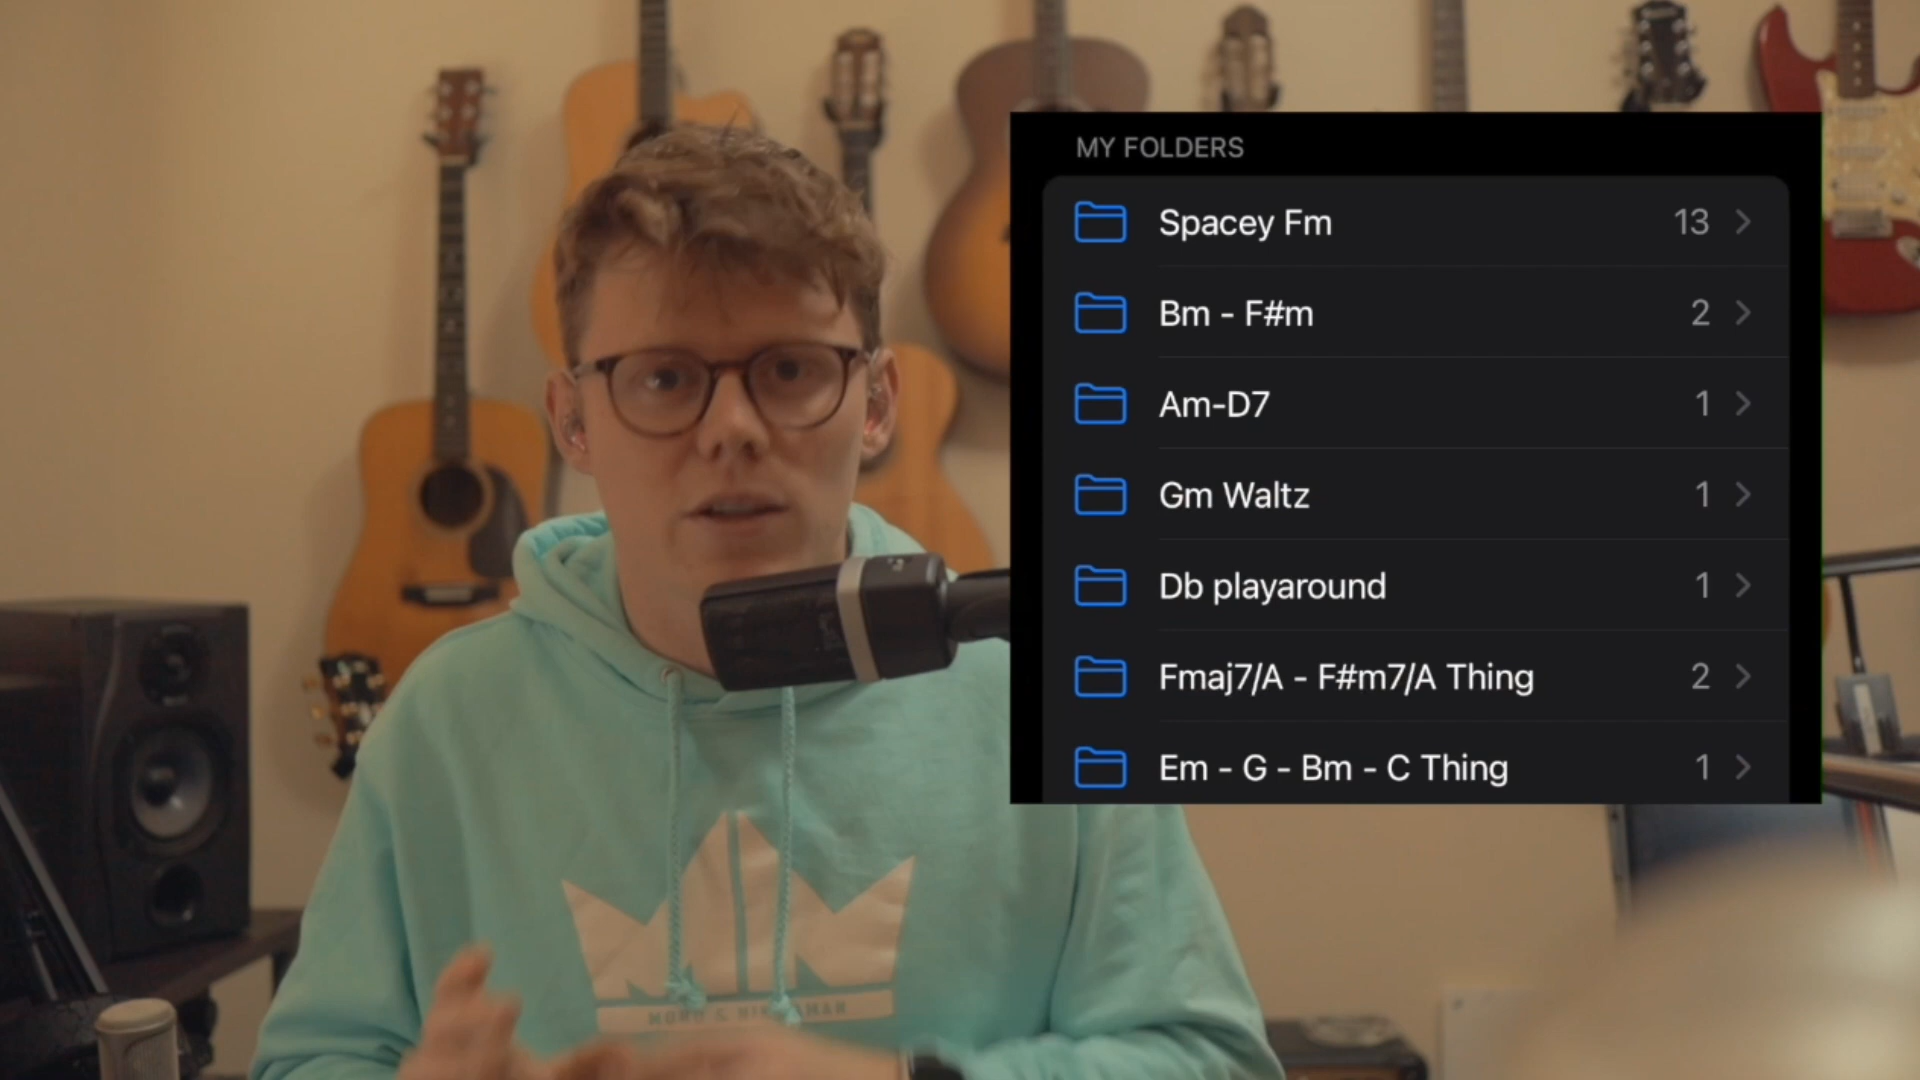 MY FOLDERS
Spacey Fm 13
Bm - F#m 2
Am-D7 1
Gm Waltz 1
Db playaround 1
Fmaj7/A - F#m7/A Thing 2
Em - G - Bm - C Thing 1